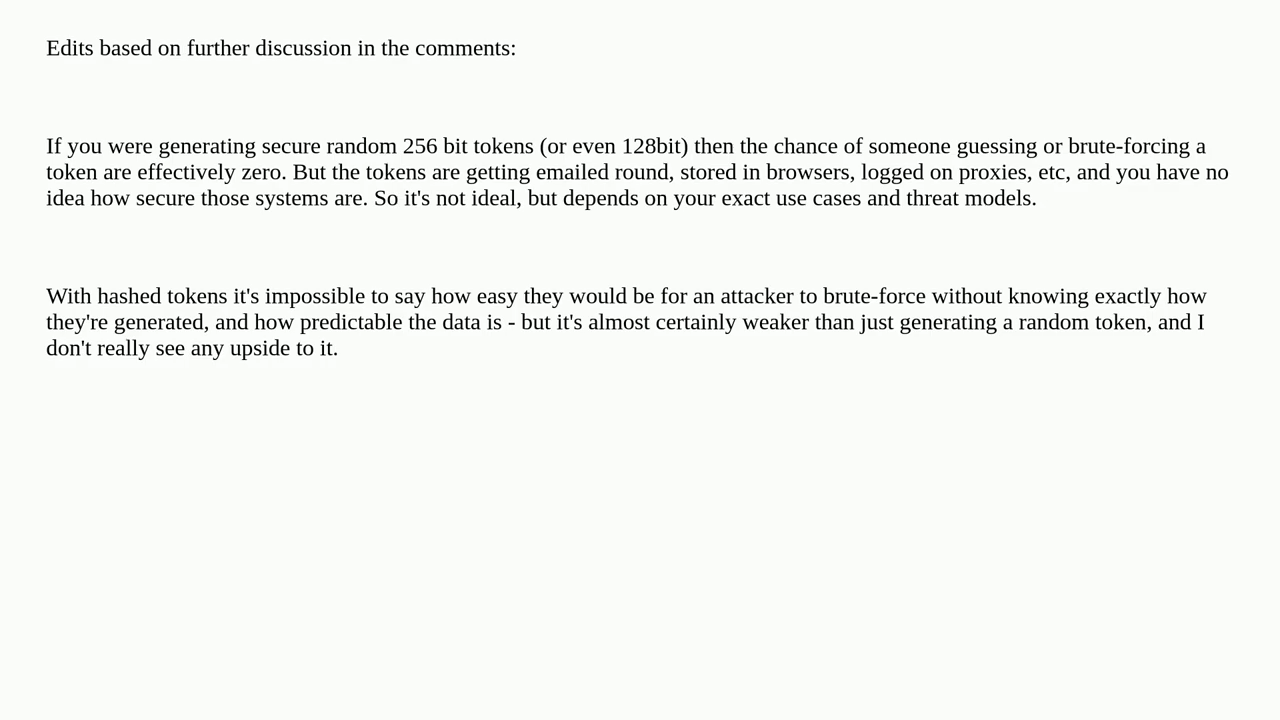 Edits based on further discussion in the comments:
If you were generating secure random 256 bit tokens (or even 128bit) then the chance of someone guessing or brute-forcing a
token are effectively zero. But the tokens are getting emailed round, stored in browsers, logged on proxies, etc, and you have no
idea how secure those systems are. So it's not ideal, but depends on your exact use cases and threat models.
With hashed tokens it's impossible to say how easy they would be for an attacker to brute-force without knowing exactly how
they're generated, and how predictable the data is - but it's almost certainly weaker than just generating a random token, and I
don't really see any upside to it.